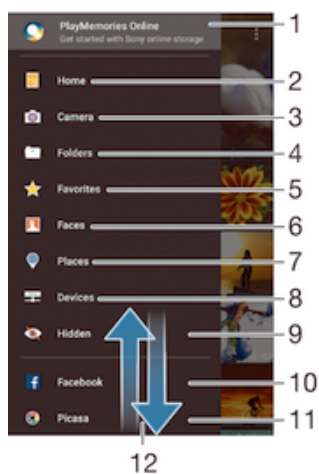 PlayMemories Online 1
Get started with Sony online storage
Home 2
Camera 3
Folders 4
Favorites 5
Faces 6
Places 7
Devices 8
Hidden 9
Facebook 10
Picasa 11
12